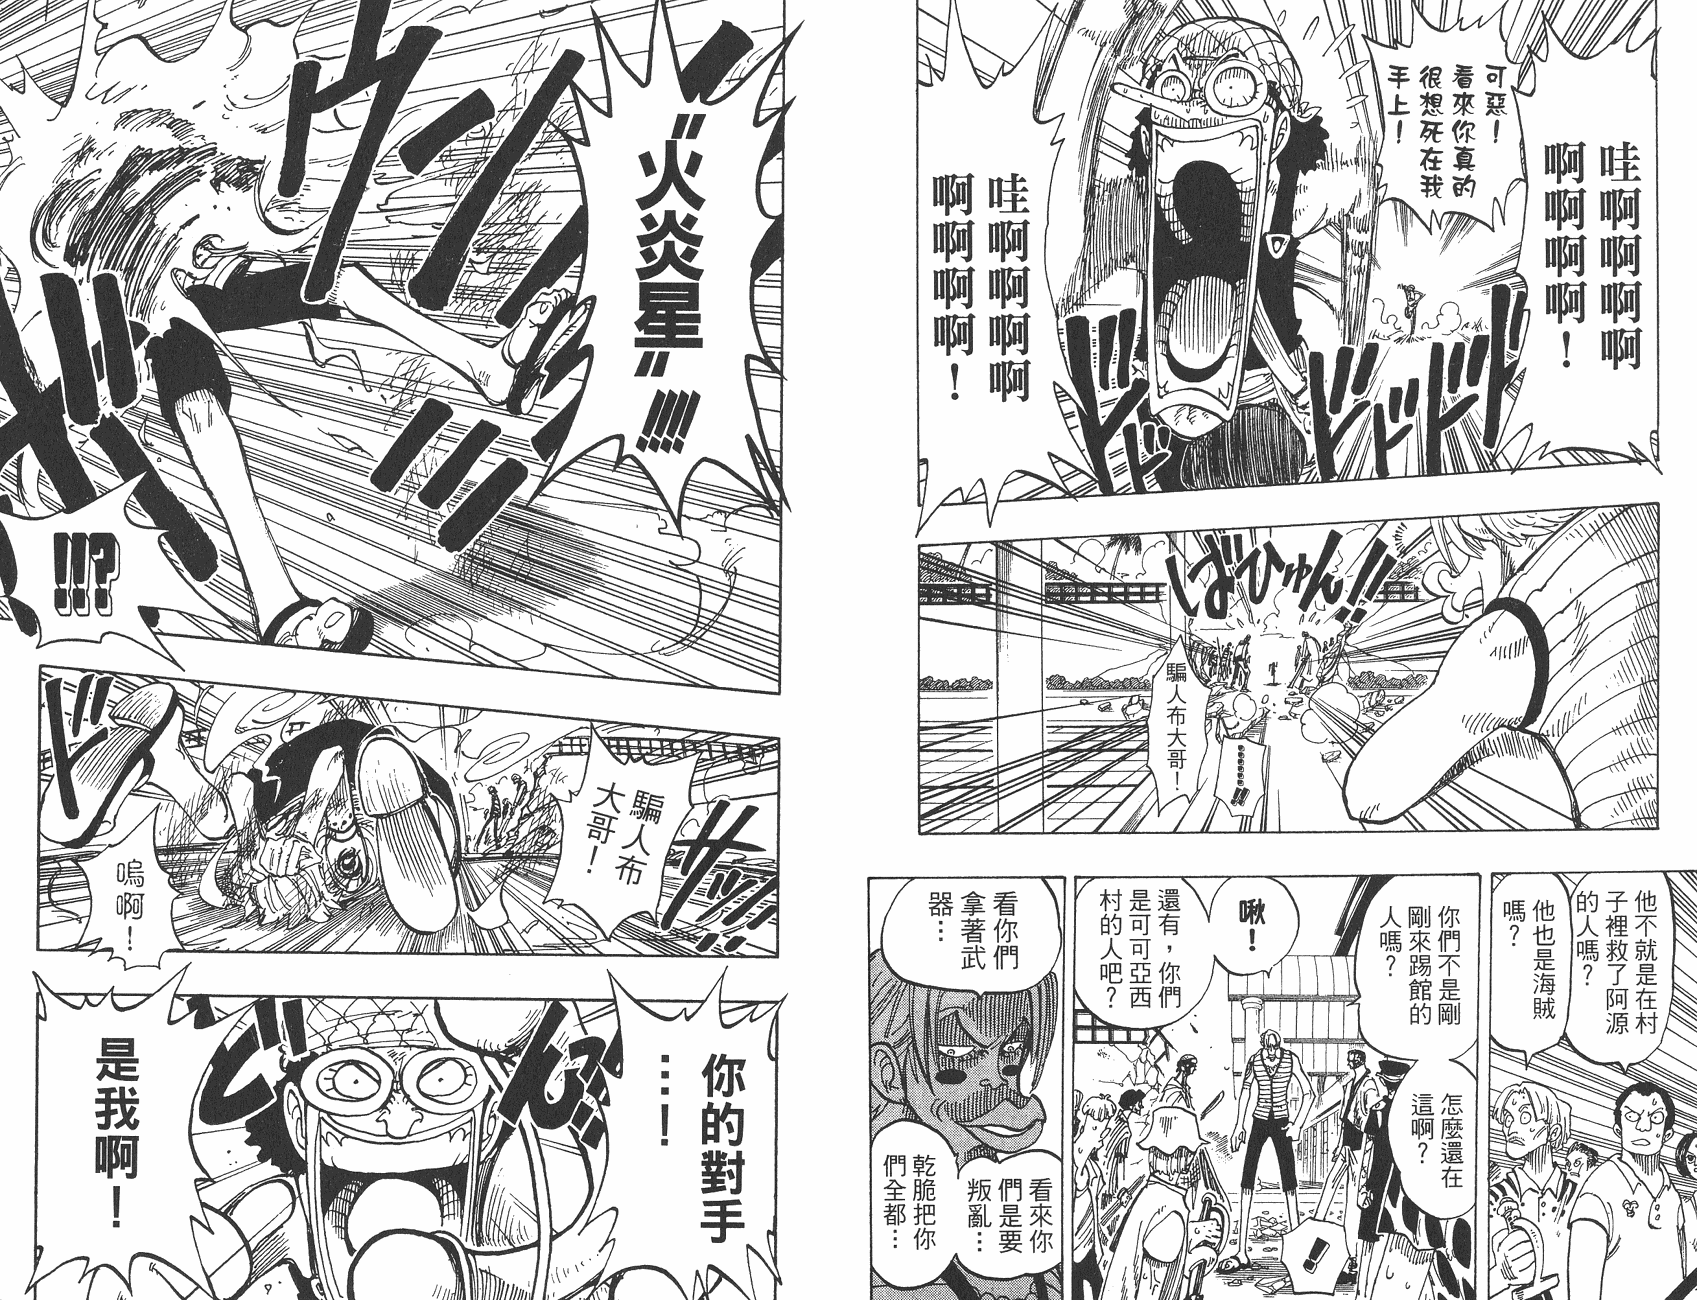 哇啊啊啊啊
啊啊啊啊！
可惡！
看來你真的
很想死在我
手上！
哇啊啊啊啊
啊啊啊啊！
ドドドド
ばひゅん!!
騙人布大哥！
…………!!
他不就是在村
子裡救了阿源
的人嗎？
他也是海賊
嗎？
你們不是剛
剛來踢館的
人嗎？
怎麼還在
這啊？
啾！
還有，你們
是可可亞西
村的人吧？
!!
看你們
拿著武
器…
看來你
們是要
叛亂…
乾脆把你
們全都…
"火炎星"!!!!!
!!?
ドド
騙人布
大哥！
嗚啊！
你的對手
…！
是我啊！